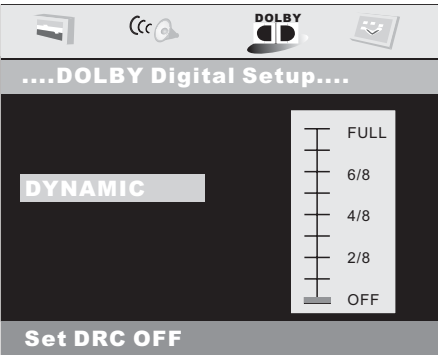 DOLBY
....DOLBY Digital Setup....
FULL
6/8
DYNAMIC
4/8
2/8
OFF
Set DRC OFF